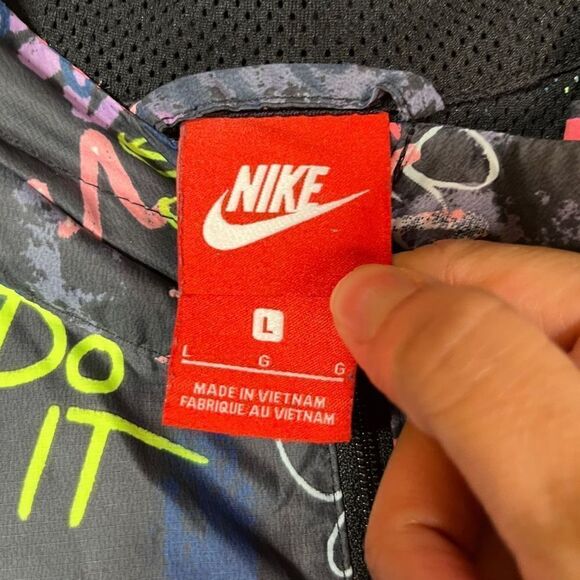 NIKE
L
L G G
MADE IN VIETNAM
FABRIQUE AU VIETNAM
Do
IT